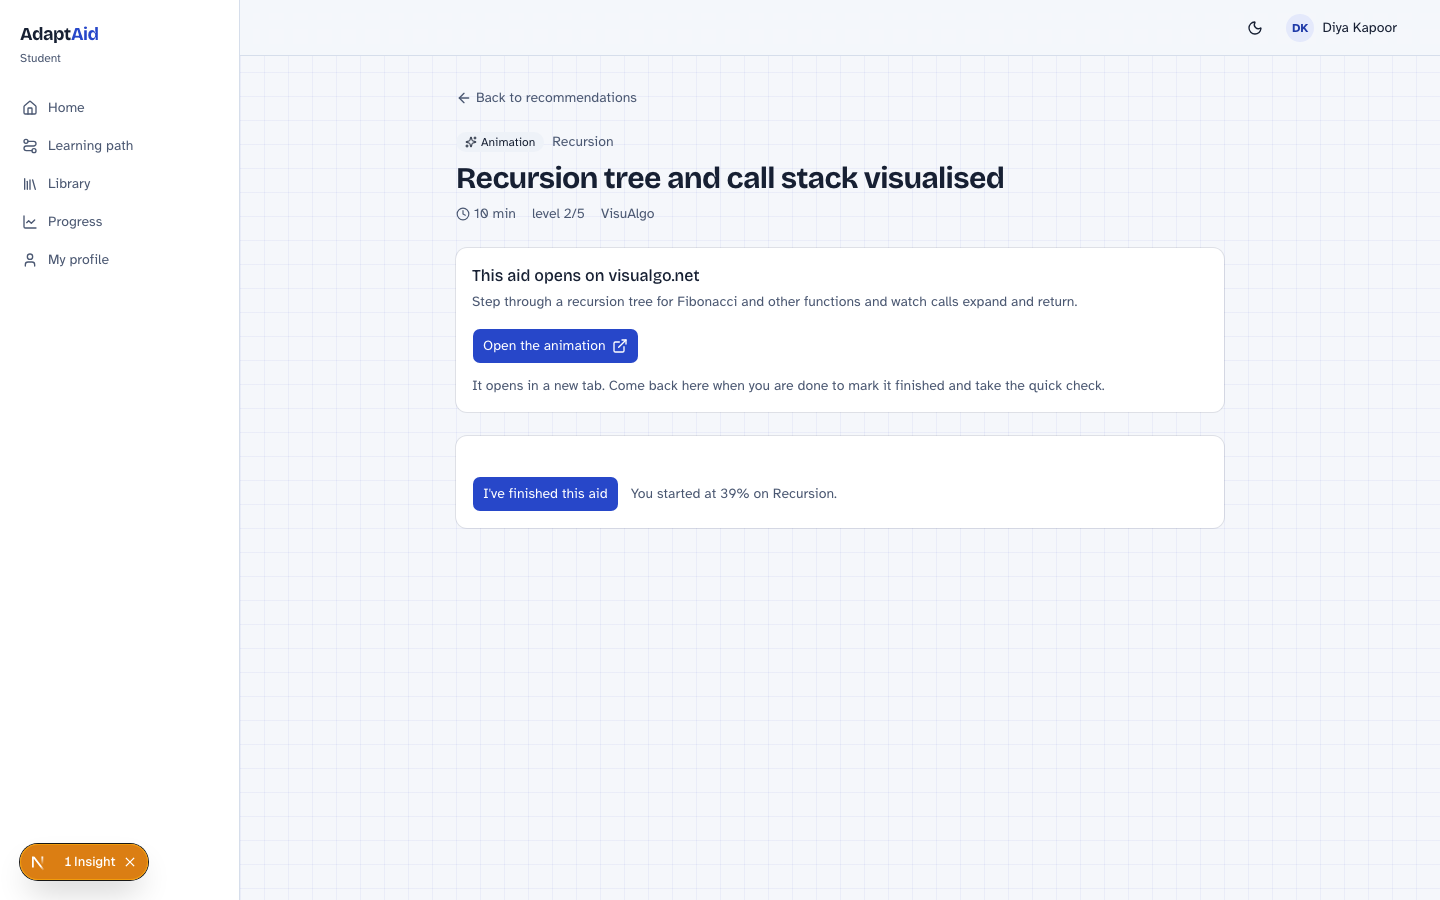 AdaptAid
Student
Home
Learning path
Library
Progress
My profile
1 Insight
DK Diya Kapoor
Back to recommendations
Animation Recursion
Recursion tree and call stack visualised
10 min level 2/5 VisuAlgo
This aid opens on visualgo.net
Step through a recursion tree for Fibonacci and other functions and watch calls expand and return.
Open the animation
It opens in a new tab. Come back here when you are done to mark it finished and take the quick check.
I've finished this aid You started at 39% on Recursion.